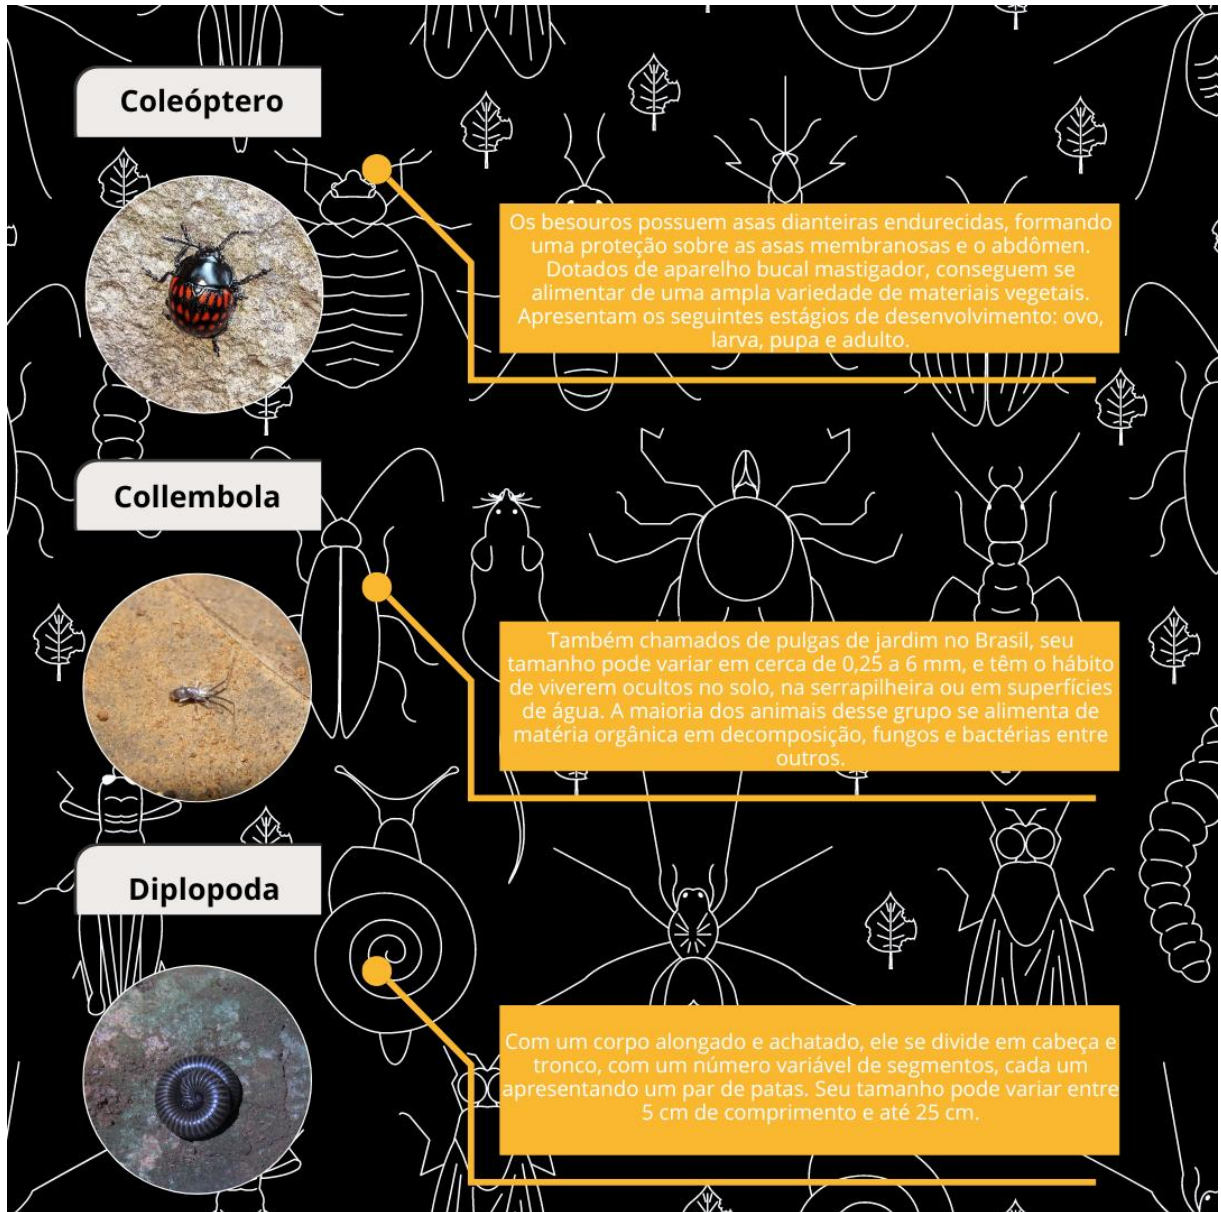 Coleóptero
Os besouros possuem asas dianteiras endurecidas, formando
uma proteção sobre as asas membranosas e o abdômen.
Dotados de aparelho bucal mastigador, conseguem se
alimentar de uma ampla variedade de materiais vegetais.
Apresentam os seguintes estágios de desenvolvimento: ovo,
larva, pupa e adulto.
Collembola
Também chamados de pulgas de jardim no Brasil, seu
tamanho pode variar em cerca de 0,25 a 6 mm, e têm o hábito
de viverem ocultos no solo, na serrapilheira ou em superfícies
de água. A maioria dos animais desse grupo se alimenta de
matéria orgânica em decomposição, fungos e bactérias entre
outros.
Diplopoda
Com um corpo alongado e achatado, ele se divide em cabeça e
tronco, com um número variável de segmentos, cada um
apresentando um par de patas. Seu tamanho pode variar entre
5 cm de comprimento e até 25 cm.